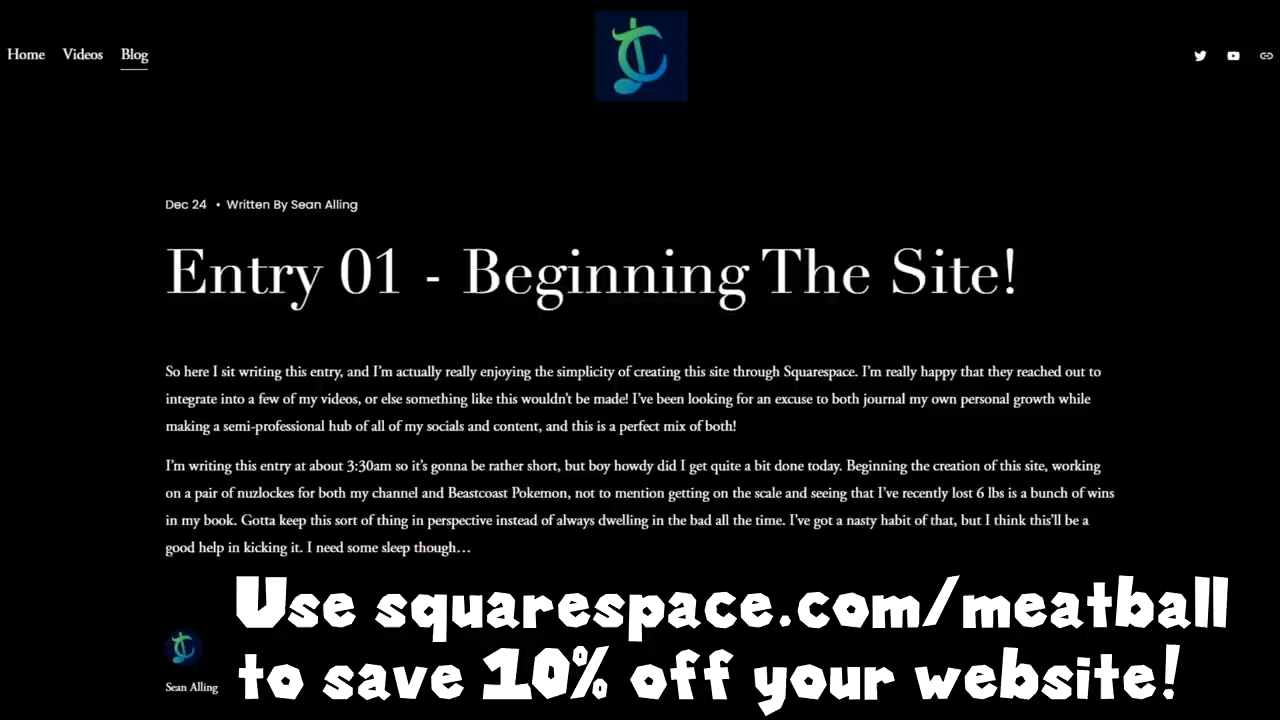 Home Videos Blog
Dec 24 • Written By Sean Alling
Entry 01 - Beginning The Site!
So here I sit writing this entry, and I'm actually really enjoying the simplicity of creating this site through Squarespace. I'm really happy that they reached out to
integrate into a few of my videos, or else something like this wouldn't be made! I've been looking for an excuse to both journal my own personal growth while
making a semi-professional hub of all of my socials and content, and this is a perfect mix of both!
I'm writing this entry at about 3:30am so it's gonna be rather short, but boy howdy did I get quite a bit done today. Beginning the creation of this site, working
on a pair of nuzlockes for both my channel and Beastcoast Pokemon, not to mention getting on the scale and seeing that I've recently lost 6 lbs is a bunch of wins
in my book. Gotta keep this sort of thing in perspective instead of always dwelling in the bad all the time. I've got a nasty habit of that, but I think this'll be a
good help in kicking it. I need some sleep though…
Use squarespace.com/meatball
to save 10% off your website!
Sean Alling